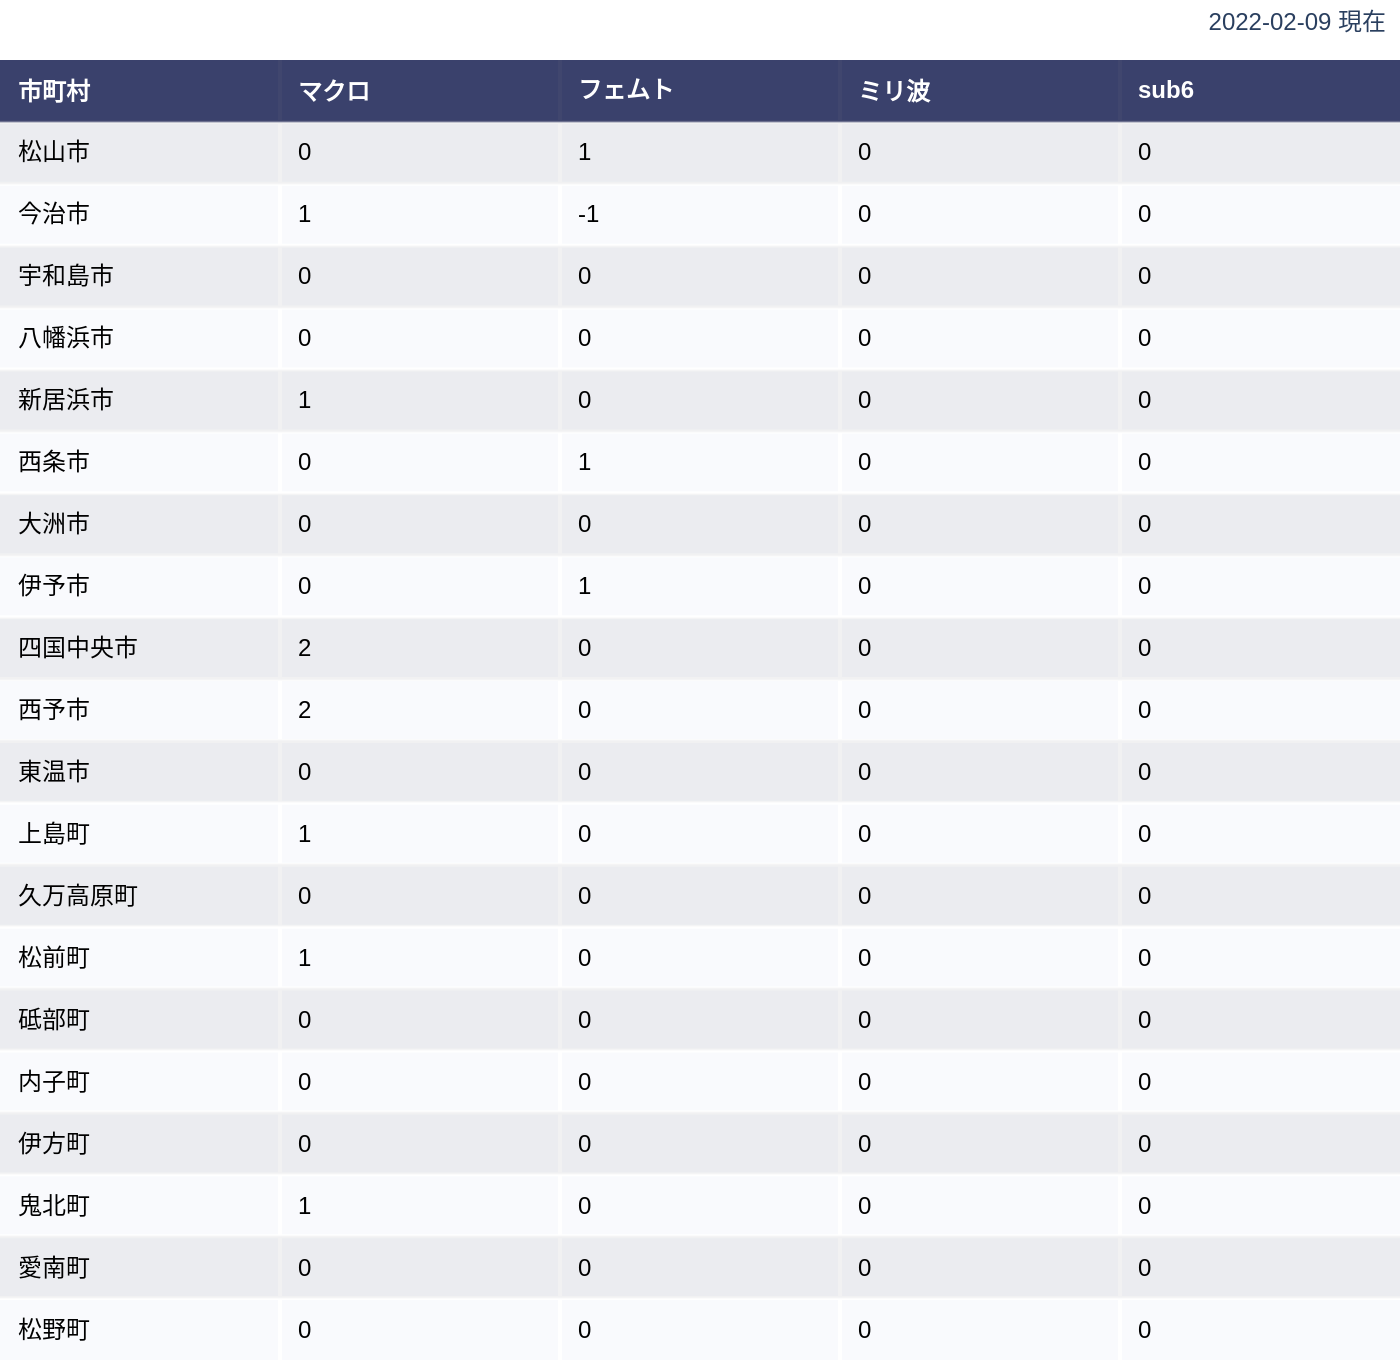 2022-02-09 現在
市町村 マクロ フェムト ミリ波 sub6
松山市 0 1 0 0
今治市 1 -1 0 0
宇和島市 0 0 0 0
八幡浜市 0 0 0 0
新居浜市 1 0 0 0
西条市 0 1 0 0
大洲市 0 0 0 0
伊予市 0 1 0 0
四国中央市 2 0 0 0
西予市 2 0 0 0
東温市 0 0 0 0
上島町 1 0 0 0
久万高原町 0 0 0 0
松前町 1 0 0 0
砥部町 0 0 0 0
内子町 0 0 0 0
伊方町 0 0 0 0
鬼北町 1 0 0 0
愛南町 0 0 0 0
松野町 0 0 0 0